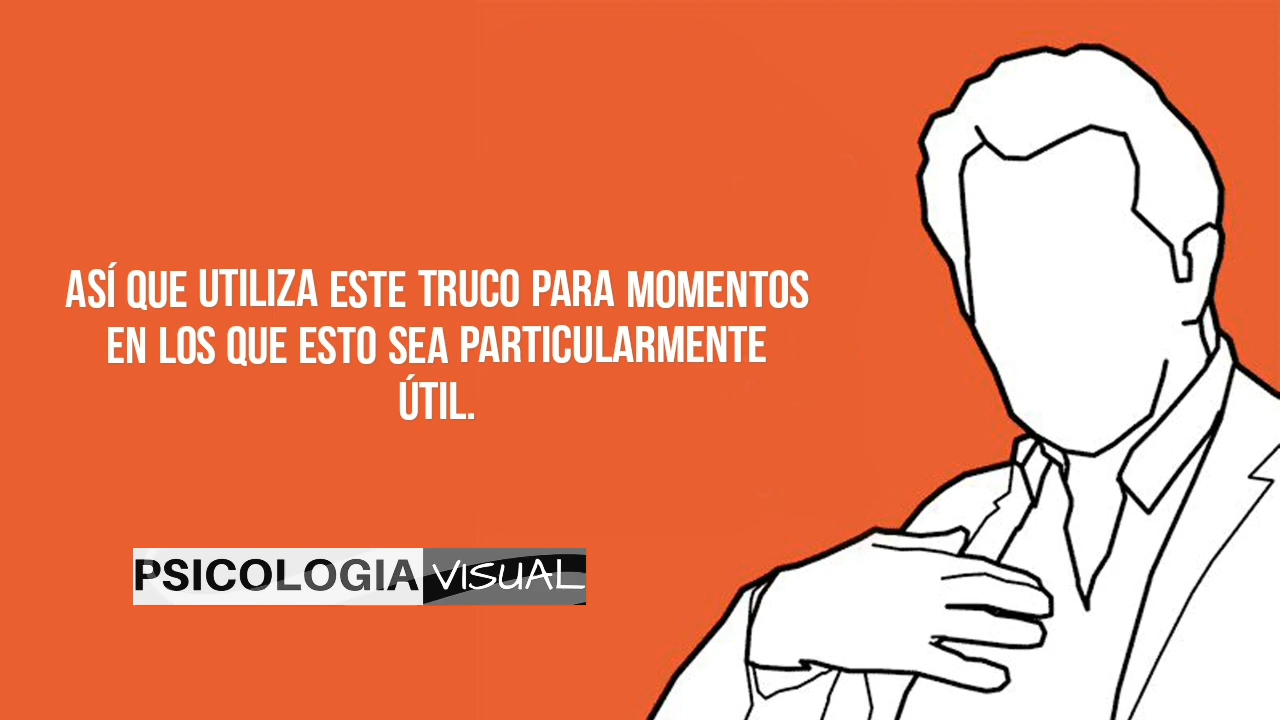 ASÍ QUE UTILIZA ESTE TRUCO PARA MOMENTOS
EN LOS QUE ESTO SEA PARTICULARMENTE
ÚTIL.
PSICOLOGIA VISUAL